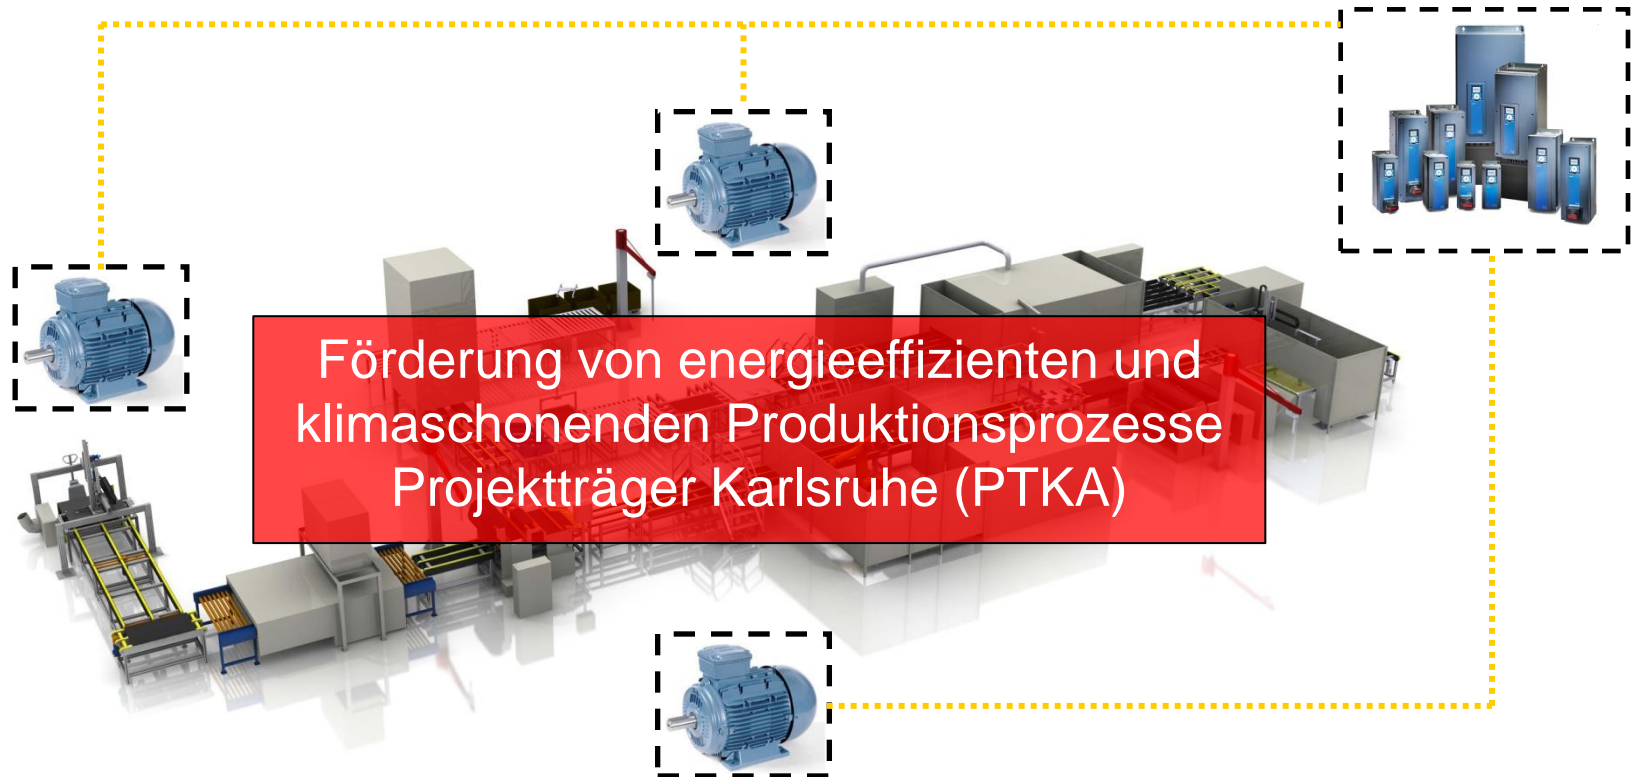 Förderung von energieeffizienten und
klimaschonenden Produktionsprozesse
Projektträger Karlsruhe (PTKA)